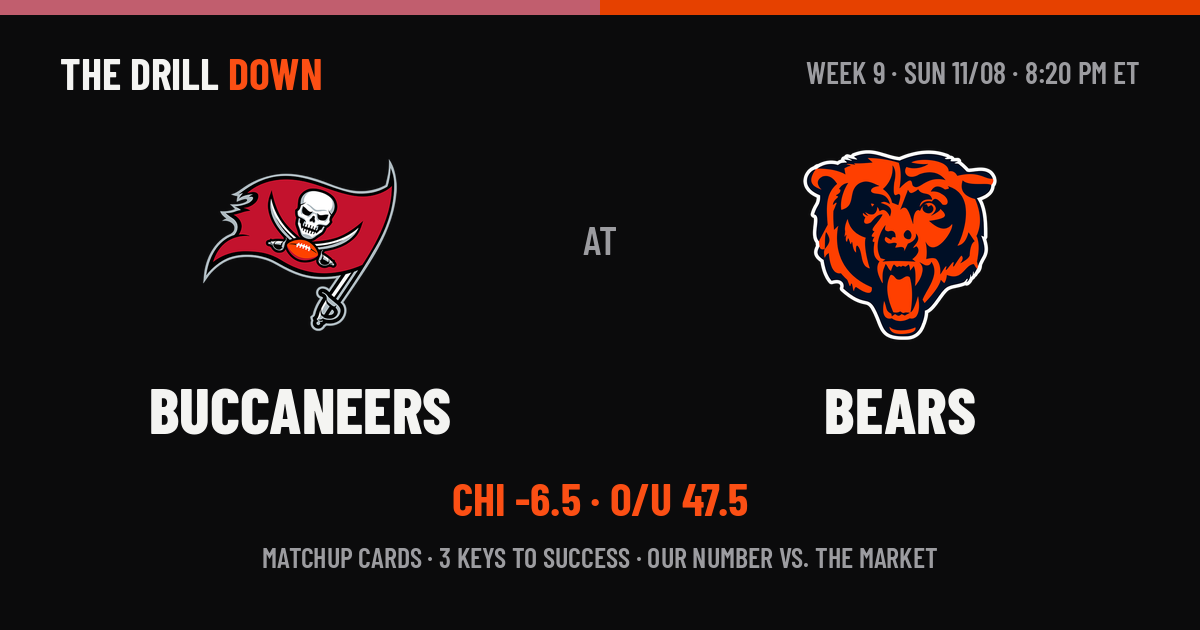 THE DRILL DOWN
WEEK 9 · SUN 11/08 · 8:20 PM ET
AT
BUCCANEERS
BEARS
CHI -6.5 · O/U 47.5
MATCHUP CARDS · 3 KEYS TO SUCCESS · OUR NUMBER VS. THE MARKET